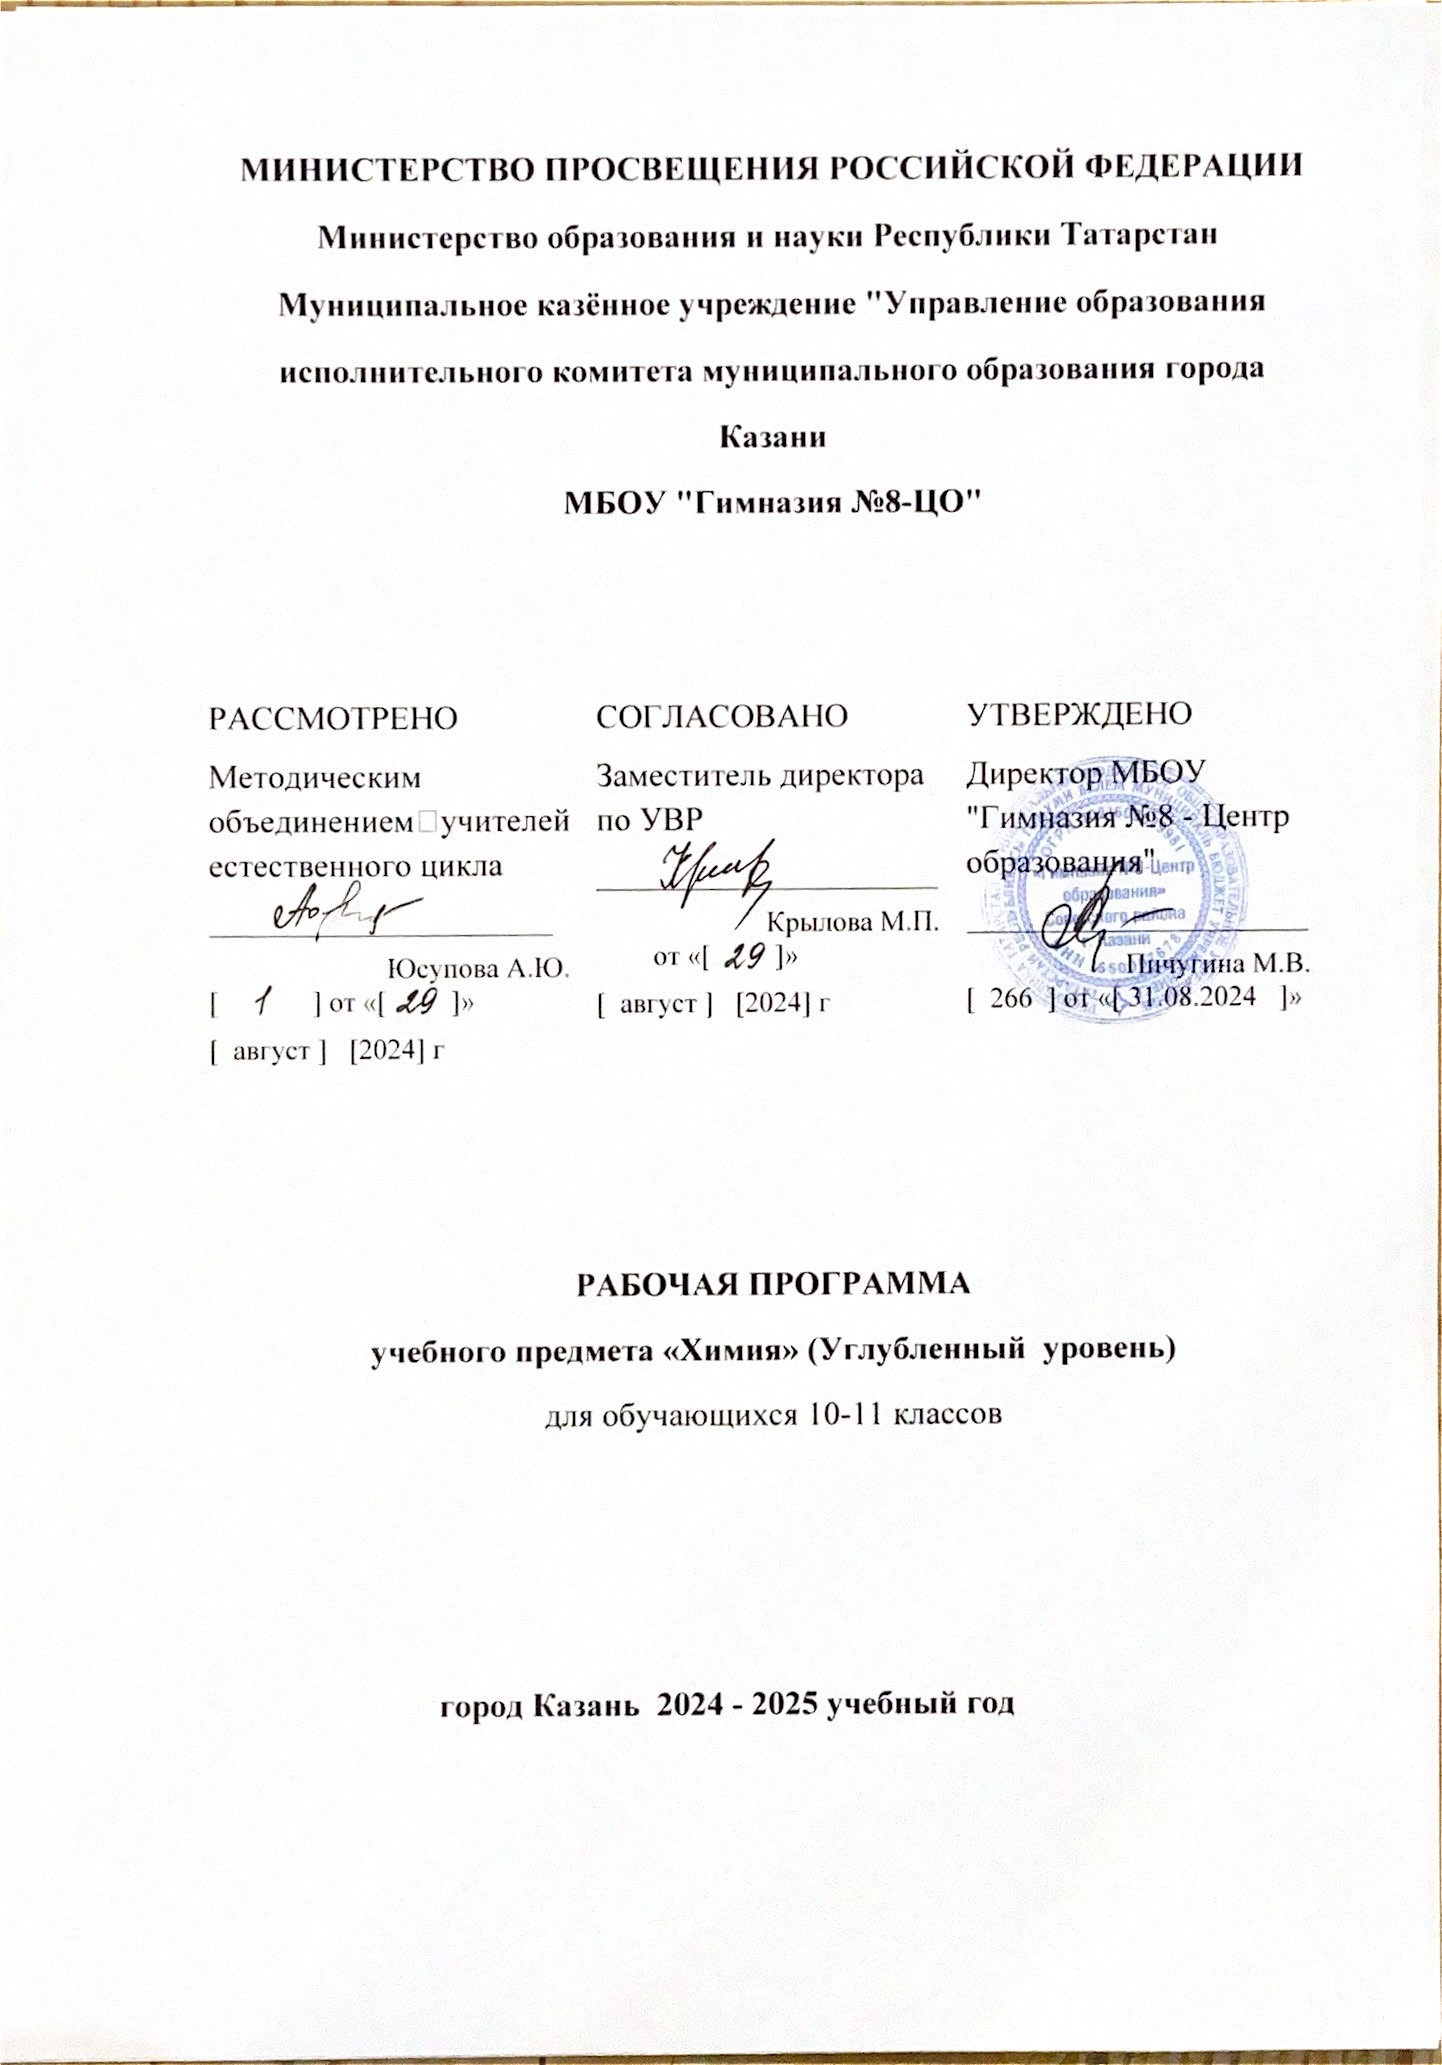 МИНИСТЕРСТВО ПРОСВЕЩЕНИЯ РОССИЙСКОЙ ФЕДЕРАЦИИ
Министерство образования и науки Республики Татарстан
Муниципальное казённое учреждение "Управление образования
исполнительного комитета муниципального образования города
Казани
МБОУ "Гимназия №8-ЦО"
РАССМОТРЕНО
Методическим
объединением учителей
естественного цикла
Юсупова А.Ю.
[ 1 ] от «[ 29 ]»
[ август ] [2024] г
СОГЛАСОВАНО
Заместитель директора
по УВР
Крылова М.П.
от «[ 29 ]»
[ август ] [2024] г
УТВЕРЖДЕНО
Директор МБОУ
"Гимназия №8 - Центр
образования"
Пичугина М.В.
[ 266 ] от «[ 31.08.2024 ]»
образования»
Советского района
Казани
РАБОЧАЯ ПРОГРАММА
учебного предмета «Химия» (Углубленный уровень)
для обучающихся 10-11 классов
город Казань 2024 - 2025 учебный год